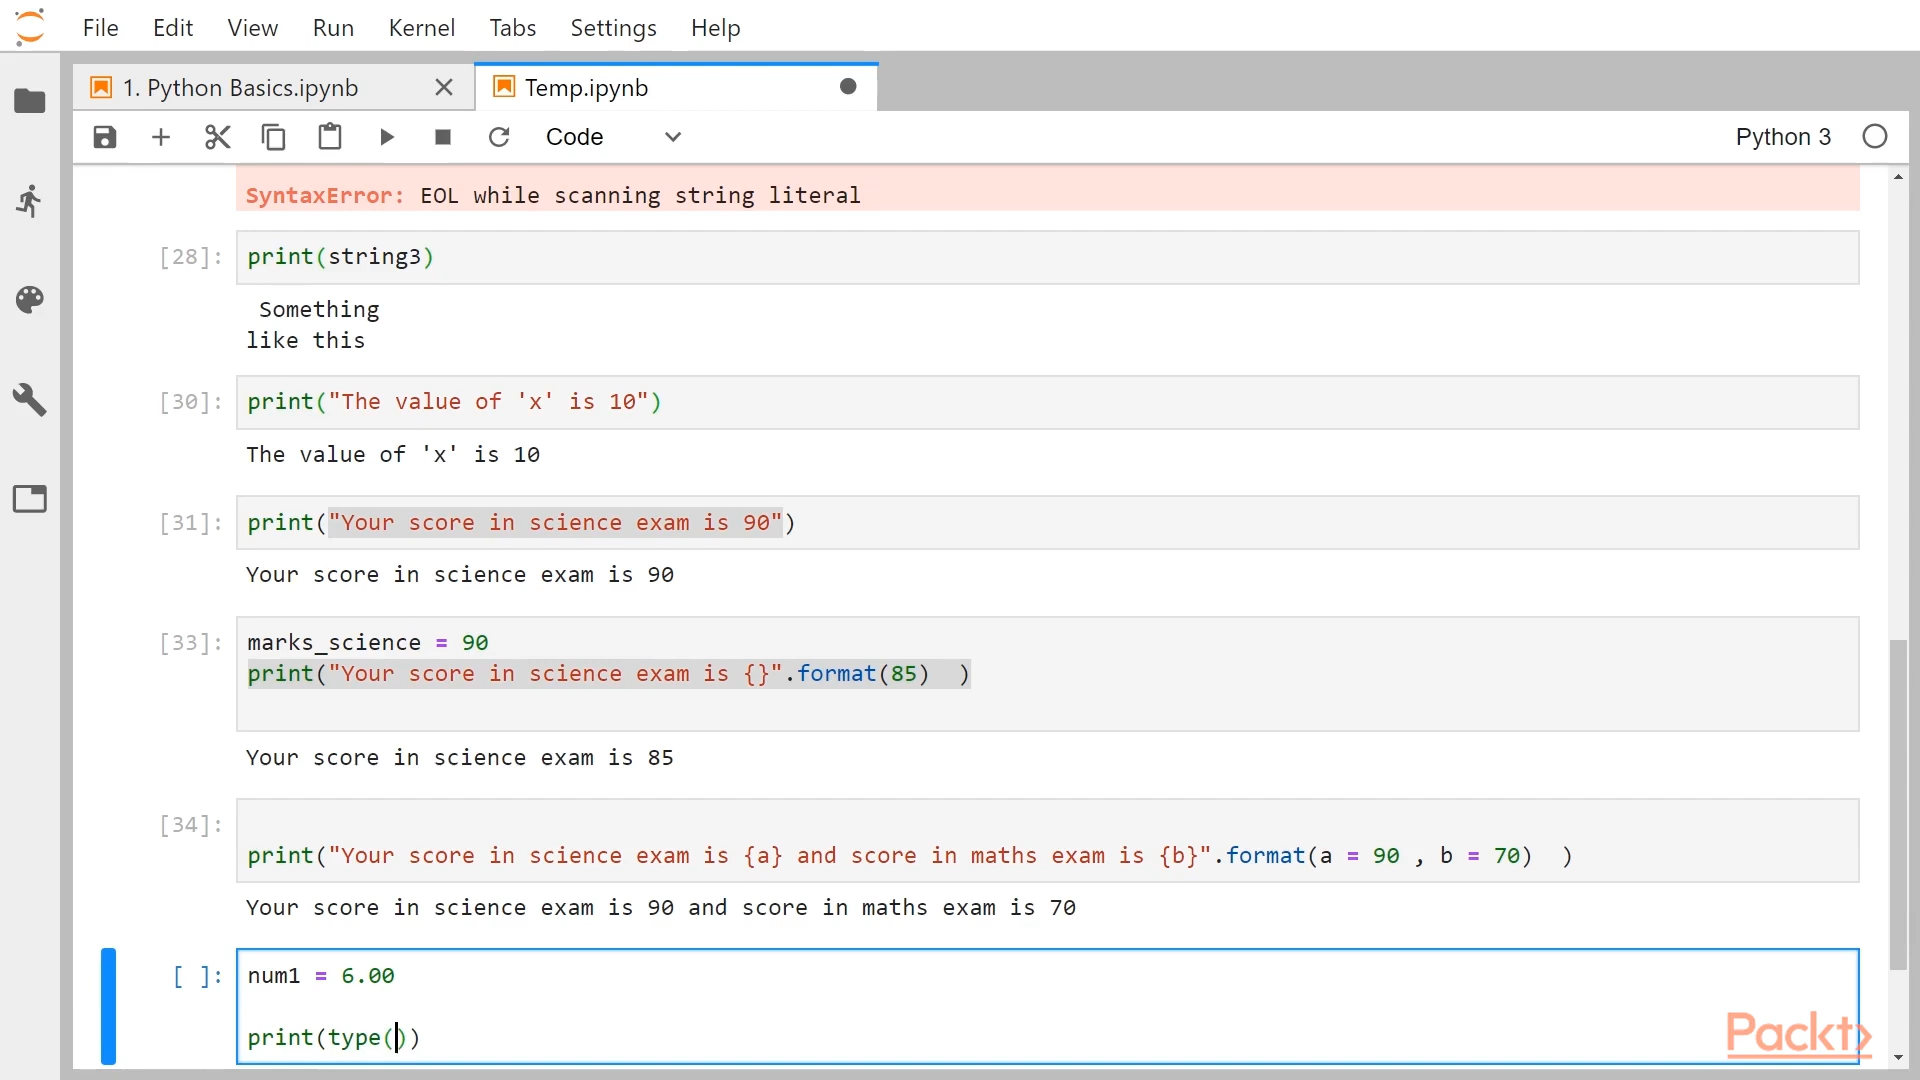 File Edit View Run Kernel Tabs Settings Help
1. Python Basics.ipynb Temp.ipynb
Code Python 3
SyntaxError: EOL while scanning string literal
[28]: print(string3)
Something
like this
[30]: print("The value of 'x' is 10")
The value of 'x' is 10
[31]: print("Your score in science exam is 90")
Your score in science exam is 90
[33]: marks_science = 90
print("Your score in science exam is {}".format(85)  )
Your score in science exam is 85
[34]:
print("Your score in science exam is {a} and score in maths exam is {b}".format(a = 90 , b = 70)  )
Your score in science exam is 90 and score in maths exam is 70
[ ]: num1 = 6.00
print(type())
Packt>